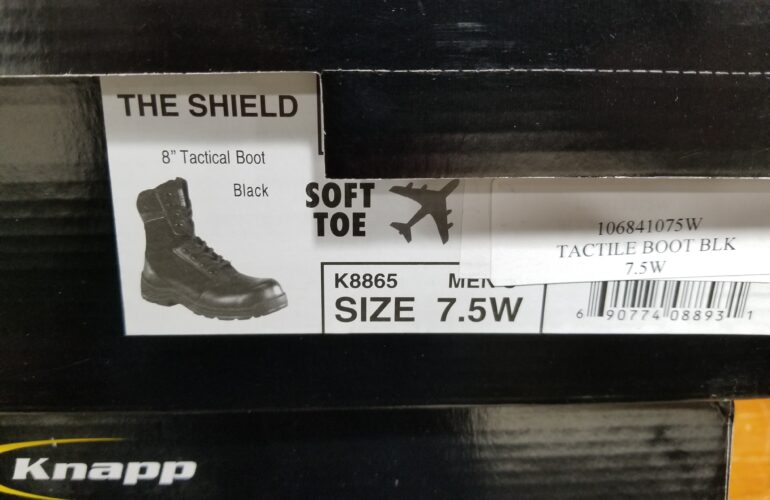 THE SHIELD
8” Tactical Boot
Black
SOFT
TOE
K8865
SIZE 7.5W
106841075W
TACTILE BOOT BLK
7.5W
6 90774 08893 1
Knapp